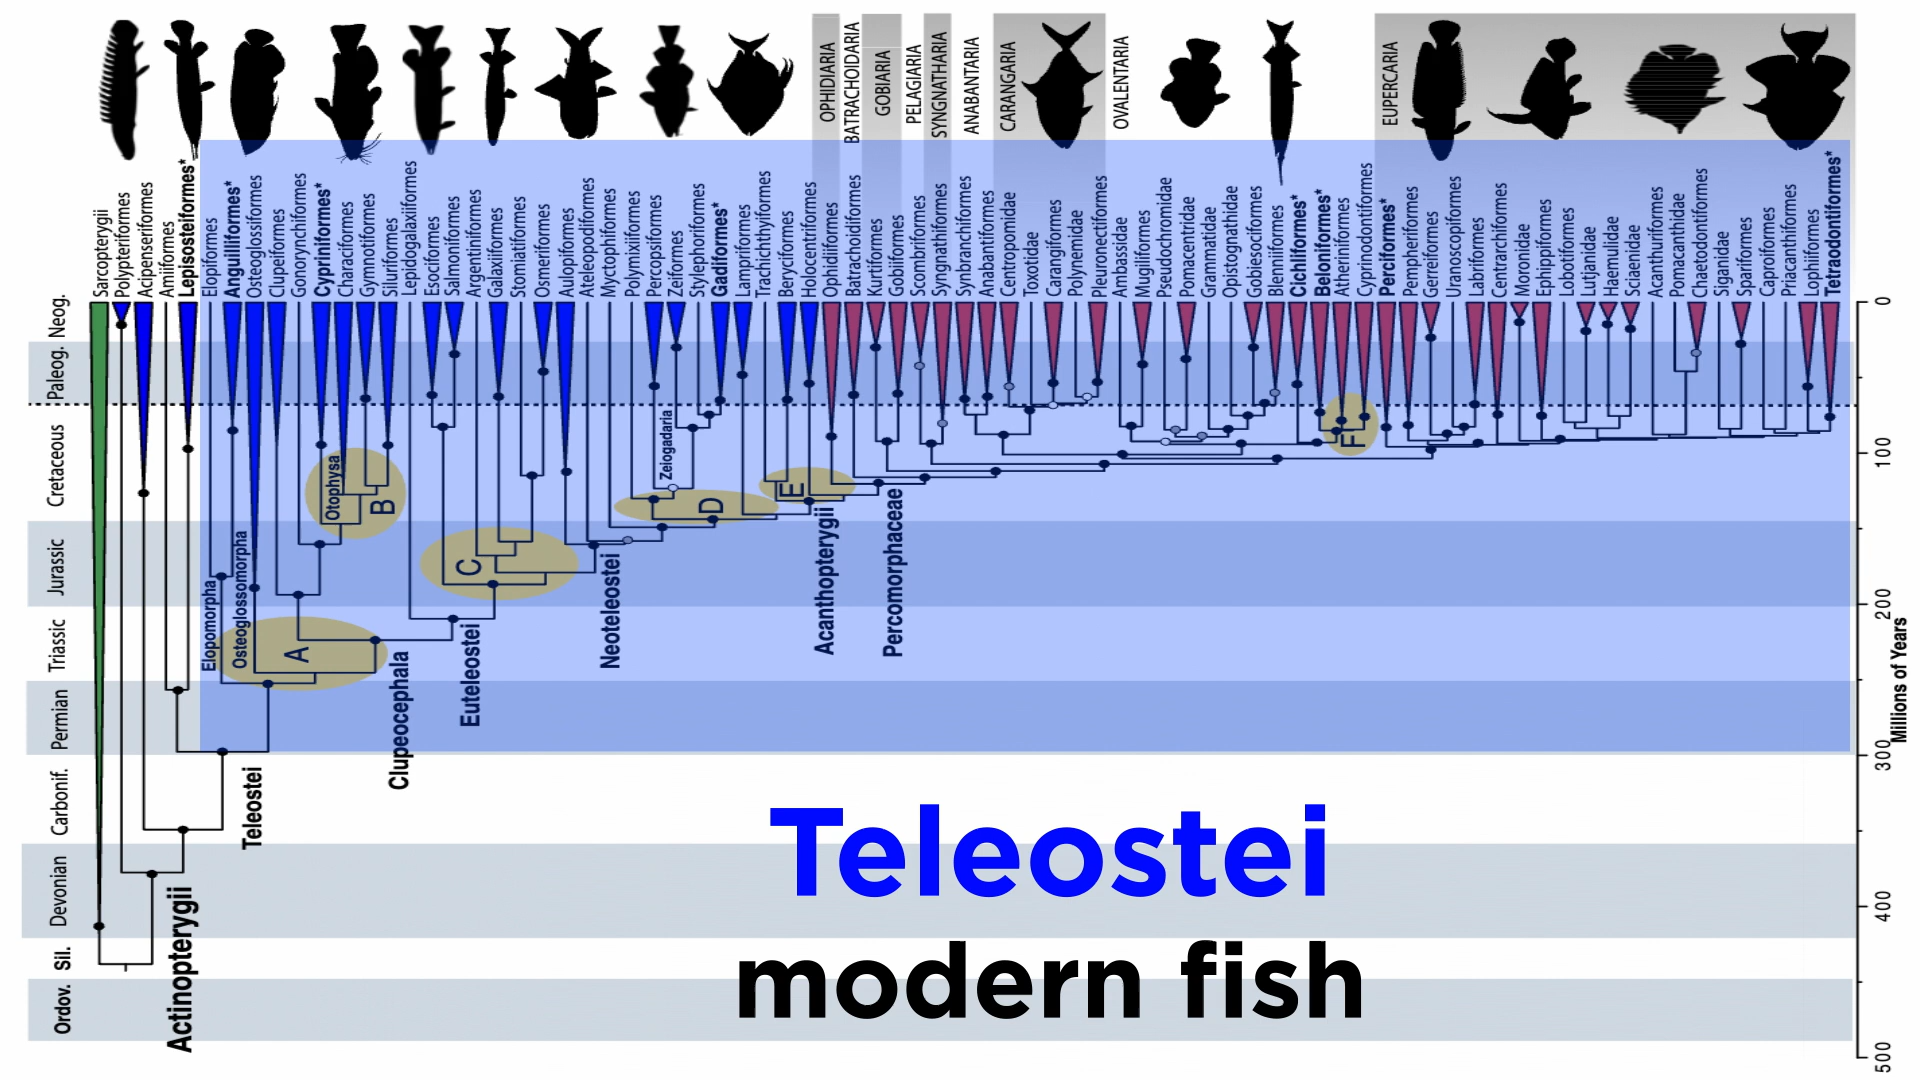 OPHIDIARIA
BATRACHOIDARIA
GOBIARIA
PELAGIARIA
SYNGNATHARIA
ANABANTARIA
CARANGARIA
OVALENTARIA
EUPERCARIA
Sarcopterygii
Polypteriformes
Acipenseriformes
Amiiformes
Lepisosteiformes*
Elopiformes
Anguilliformes*
Osteoglossiformes
Clupeiformes
Gonorynchiformes
Cypriniformes*
Characiformes
Gymnotiformes
Siluriformes
Lepidogalaxiiformes
Esociformes
Salmoniformes
Argentiniformes
Galaxiiformes
Stomiatiformes
Osmeriformes
Aulopiformes
Ateleopodiformes
Myctophiformes
Polymixiiformes
Percopsiformes
Zeiformes
Stylephoriformes
Gadiformes*
Lampriformes
Trachichthyiformes
Beryciformes
Holocentriformes
Ophidiiformes
Batrachoidiformes
Kurtiformes
Gobiiformes
Scombriformes
Syngnathiformes
Synbranchiformes
Anabantiformes
Centropomidae
Toxotidae
Carangiformes
Polynemidae
Pleuronectiformes
Ambassidae
Mugiliformes
Pseudochromidae
Pomacentridae
Grammatidae
Opistognathidae
Gobiesociformes
Blenniiformes
Cichliformes*
Beloniformes*
Atheriniformes
Cyprinodontiformes
Perciformes*
Pempheriformes
Gerreiformes
Uranoscopiformes
Labriformes
Centrarchiformes
Moronidae
Ephippiformes
Lobotiformes
Lutjanidae
Haemulidae
Sciaenidae
Acanthuriformes
Pomacanthidae
Chaetodontiformes
Siganidae
Spariformes
Caproiformes
Priacanthiformes
Lophiiformes
Tetraodontiformes*
Neog.
Paleog.
Cretaceous
Jurassic
Triassic
Permian
Carbonif.
Devonian
Sil.
Ordov.
Elopomorpha
Osteoglossomorpha
Otophysa
Zeiogadaria
A
B
C
D
E
F
Actinopterygii
Teleostei
Clupeocephala
Euteleostei
Neoteleostei
Acanthopterygii
Percomorphaceae
0
100
200
300
400
500
Millions of Years
Teleostei
modern fish